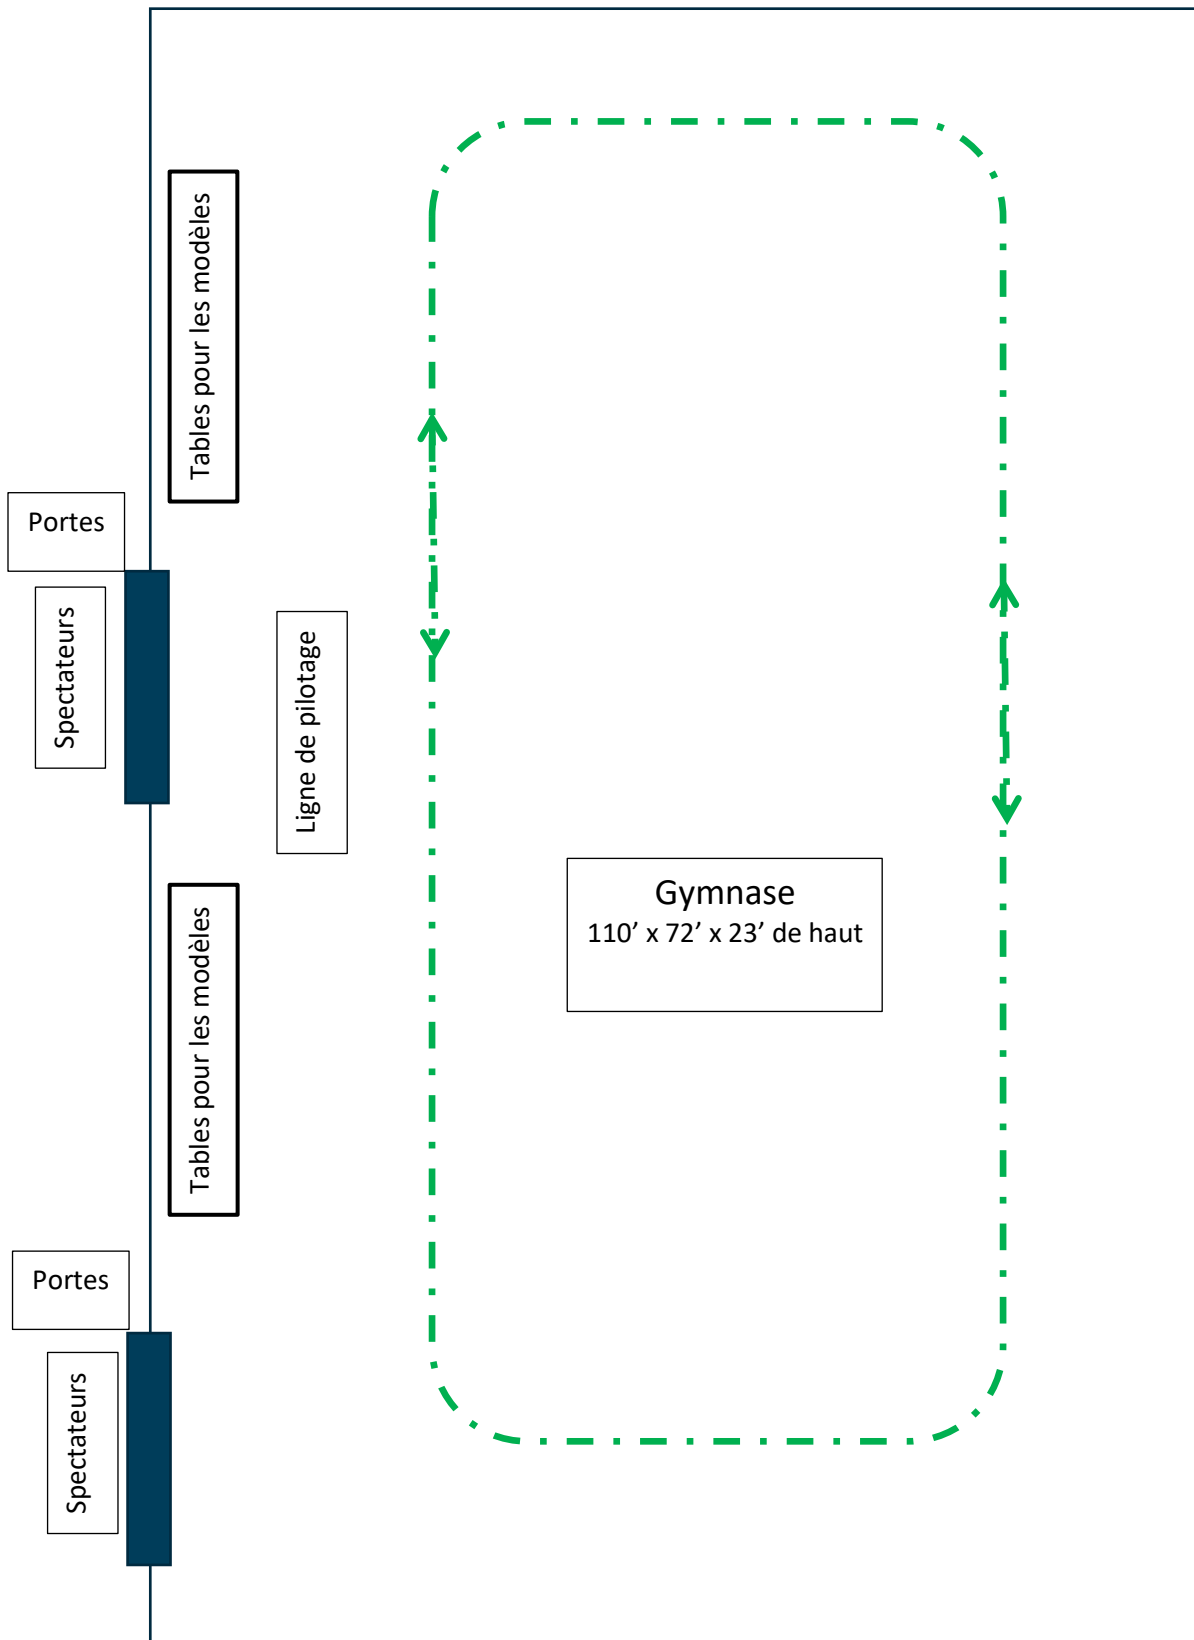 Tables pour les modèles
Portes
Spectateurs
Ligne de pilotage
Gymnase
110’ x 72’ x 23’ de haut
Tables pour les modèles
Portes
Spectateurs